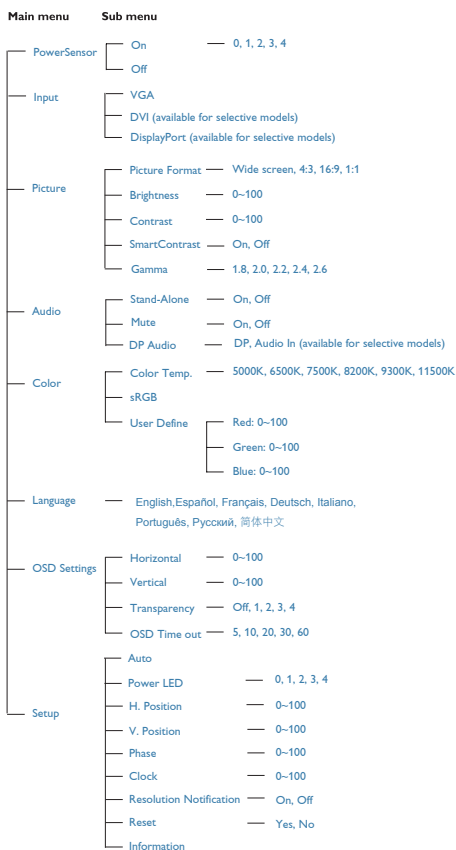 Main menu Sub menu
PowerSensor On 0, 1, 2, 3, 4
Off
Input VGA
DVI (available for selective models)
DisplayPort (available for selective models)
Picture Picture Format Wide screen, 4:3, 16:9, 1:1
Brightness 0~100
Contrast 0~100
SmartContrast On, Off
Gamma 1.8, 2.0, 2.2, 2.4, 2.6
Audio Stand-Alone On, Off
Mute On, Off
DP Audio DP, Audio In (available for selective models)
Color Color Temp. 5000K, 6500K, 7500K, 8200K, 9300K, 11500K
sRGB
User Define Red: 0~100
Green: 0~100
Blue: 0~100
Language English,Español, Français, Deutsch, Italiano,
Português, Русский, 简体中文
OSD Settings Horizontal 0~100
Vertical 0~100
Transparency Off, 1, 2, 3, 4
OSD Time out 5, 10, 20, 30, 60
Setup Auto
Power LED 0, 1, 2, 3, 4
H. Position 0~100
V. Position 0~100
Phase 0~100
Clock 0~100
Resolution Notification On, Off
Reset Yes, No
Information